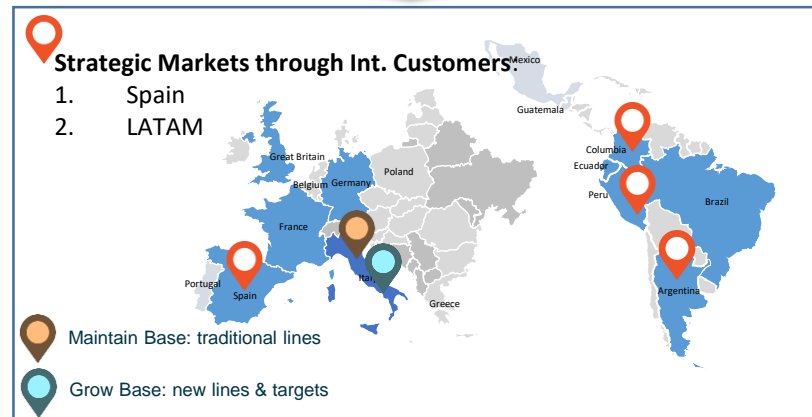 Strategic Markets through Int. Customers:
1. Spain
2. LATAM
Mexico
Guatemala
Columbia
Ecuador
Peru
Brazil
Argentina
Great Britain
Belgium
Germany
Poland
France
Portugal
Spain
Italy
Greece
Maintain Base: traditional lines
Grow Base: new lines & targets